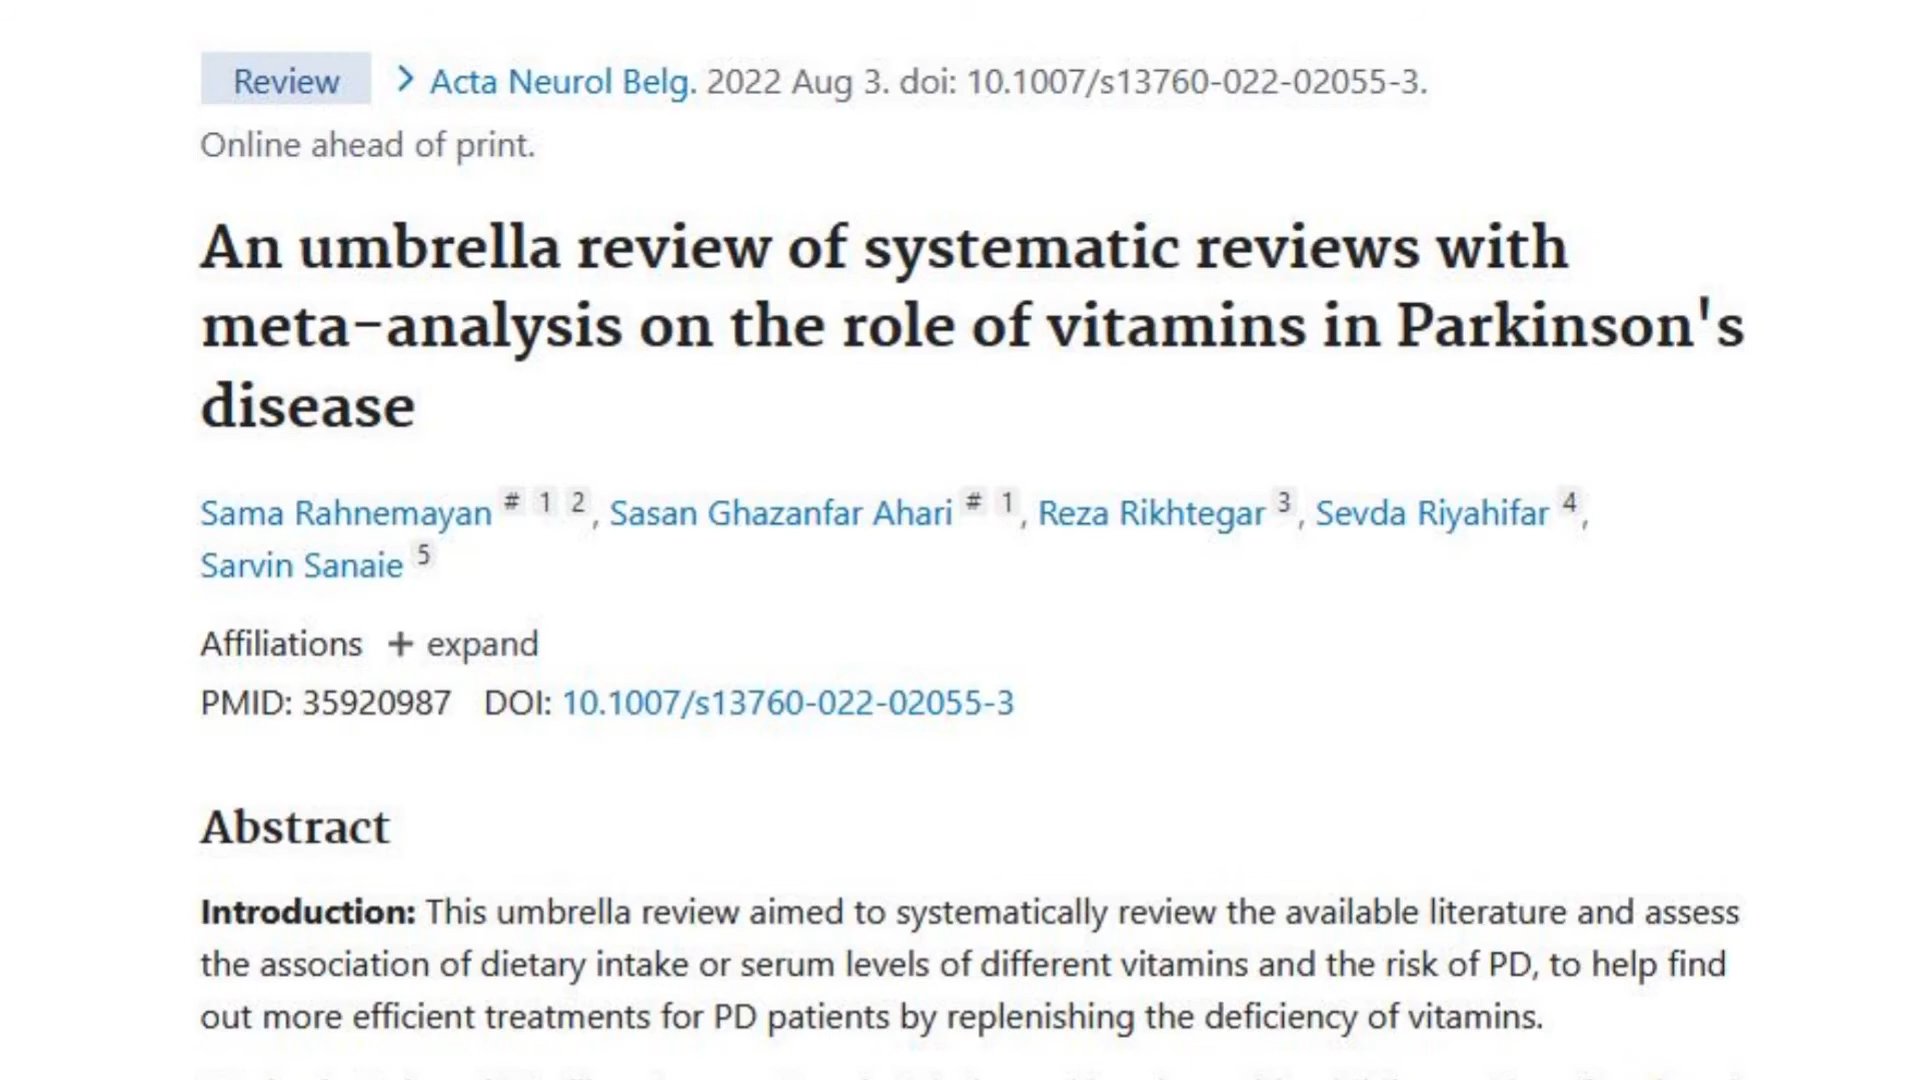 Review > Acta Neurol Belg. 2022 Aug 3. doi: 10.1007/s13760-022-02055-3.
Online ahead of print.
An umbrella review of systematic reviews with
meta-analysis on the role of vitamins in Parkinson's
disease
Sama Rahnemayan # 1 2, Sasan Ghazanfar Ahari # 1, Reza Rikhtegar 3, Sevda Riyahifar 4,
Sarvin Sanaie 5
Affiliations + expand
PMID: 35920987 DOI: 10.1007/s13760-022-02055-3
Abstract
Introduction: This umbrella review aimed to systematically review the available literature and assess
the association of dietary intake or serum levels of different vitamins and the risk of PD, to help find
out more efficient treatments for PD patients by replenishing the deficiency of vitamins.